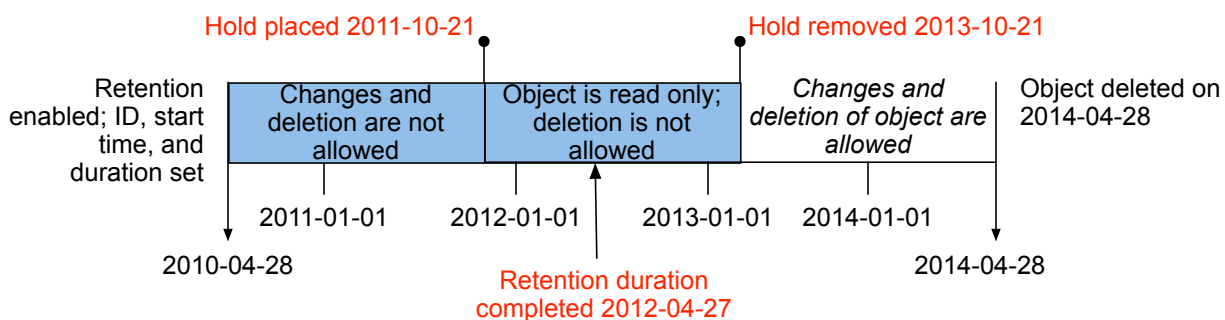 Hold placed 2011-10-21
Hold removed 2013-10-21
Retention
enabled; ID, start
time, and
duration set
Changes and
deletion are not
allowed
Object is read only;
deletion is not
allowed
Changes and
deletion of object are
allowed
Object deleted on
2014-04-28
2011-01-01
2012-01-01
2013-01-01
2014-01-01
2010-04-28
2014-04-28
Retention duration
completed 2012-04-27